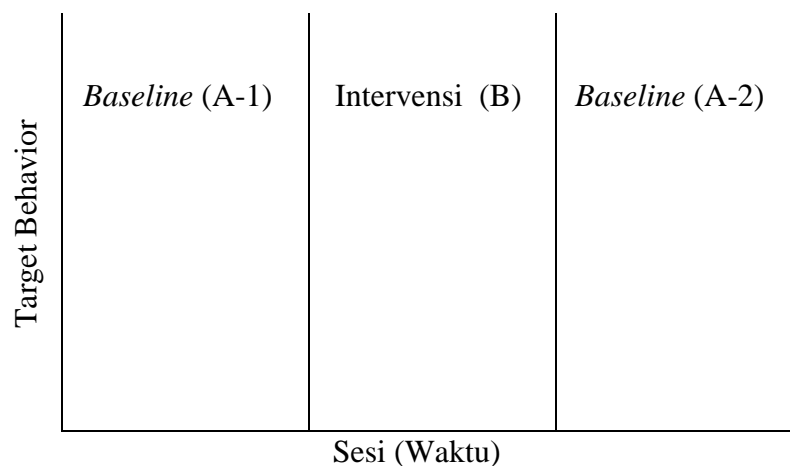 Baseline (A-1)
Intervensi (B)
Baseline (A-2)
Target Behavior
Sesi (Waktu)